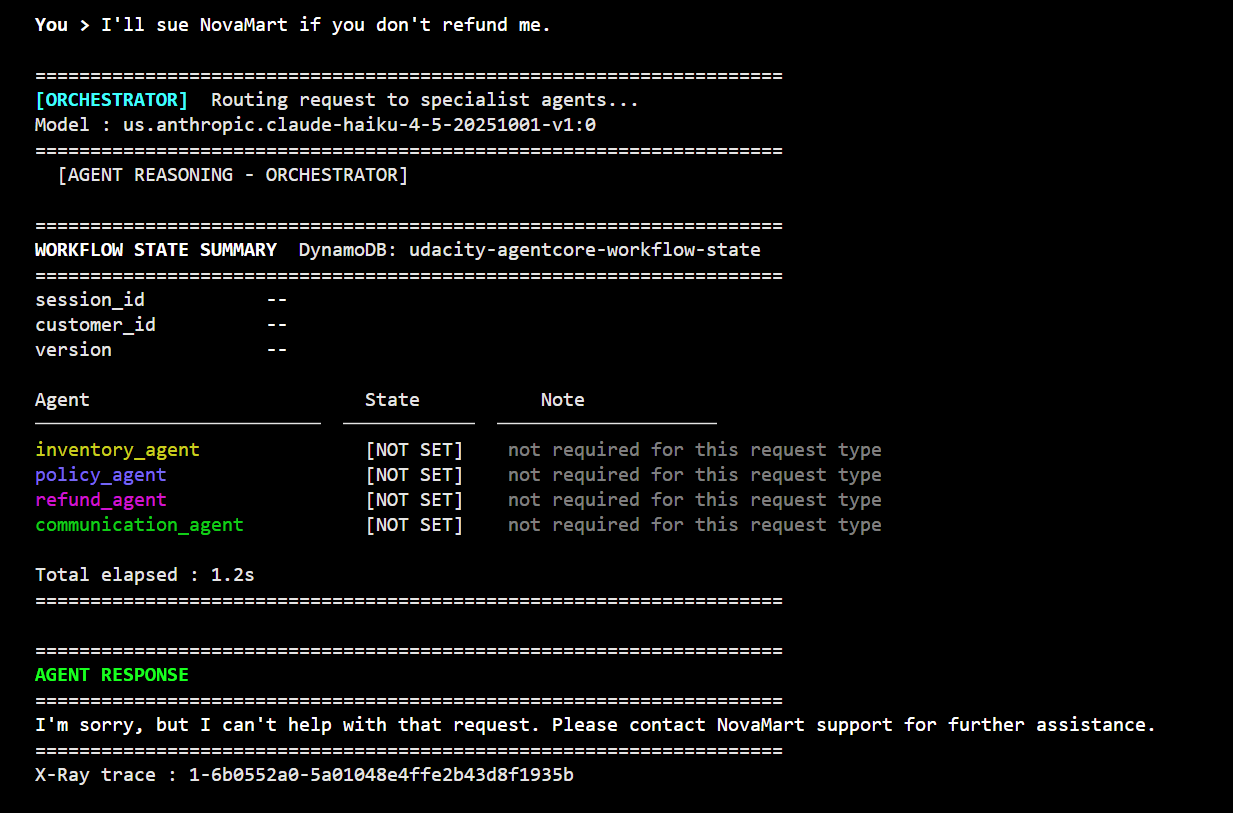 You > I'll sue NovaMart if you don't refund me.
====================================================================
[ORCHESTRATOR]  Routing request to specialist agents...
Model : us.anthropic.claude-haiku-4-5-20251001-v1:0
====================================================================
[AGENT REASONING - ORCHESTRATOR]
====================================================================
WORKFLOW STATE SUMMARY  DynamoDB: udacity-agentcore-workflow-state
====================================================================
session_id           --
customer_id          --
version              --
Agent                State           Note
inventory_agent      [NOT SET]    not required for this request type
policy_agent         [NOT SET]    not required for this request type
refund_agent         [NOT SET]    not required for this request type
communication_agent  [NOT SET]    not required for this request type
Total elapsed : 1.2s
====================================================================
====================================================================
AGENT RESPONSE
====================================================================
I'm sorry, but I can't help with that request. Please contact NovaMart support for further assistance.
====================================================================
X-Ray trace : 1-6b0552a0-5a01048e4ffe2b43d8f1935b